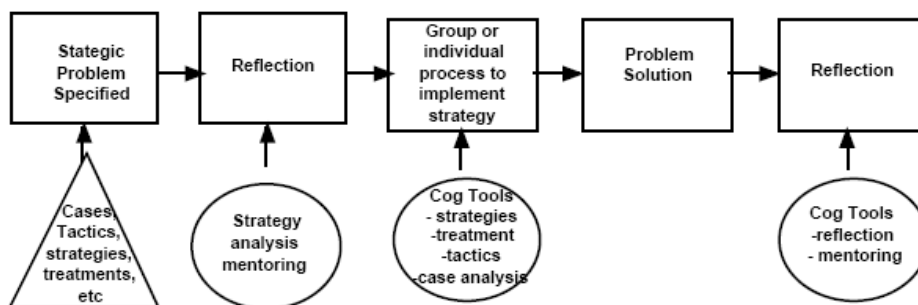 Stategic
Problem
Specified
Reflection
Group or
individual
process to
implement
strategy
Problem
Solution
Reflection
Cases,
Tactics,
strategies,
treatments,
etc
Strategy
analysis
mentoring
Cog Tools
- strategies
-treatment
-tactics
-case analysis
Cog Tools
-reflection
- mentoring